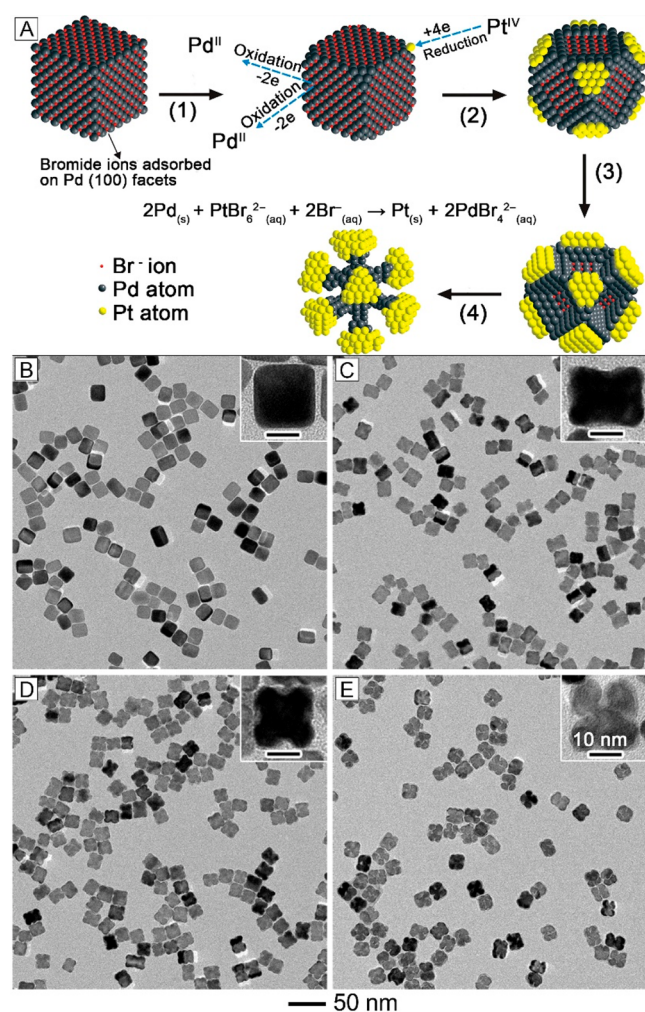 A
Pd^II
Oxidation
-2e
Oxidation
-2e
Pd^II
+4e
Reduction
Pt^IV
(1)
(2)
Bromide ions adsorbed
on Pd (100) facets
(3)
2Pd(s) + PtBr6^2−(aq) + 2Br^−(aq) → Pt(s) + 2PdBr4^2−(aq)
Br^- ion
Pd atom
Pt atom
(4)
B
C
D
E
10 nm
50 nm